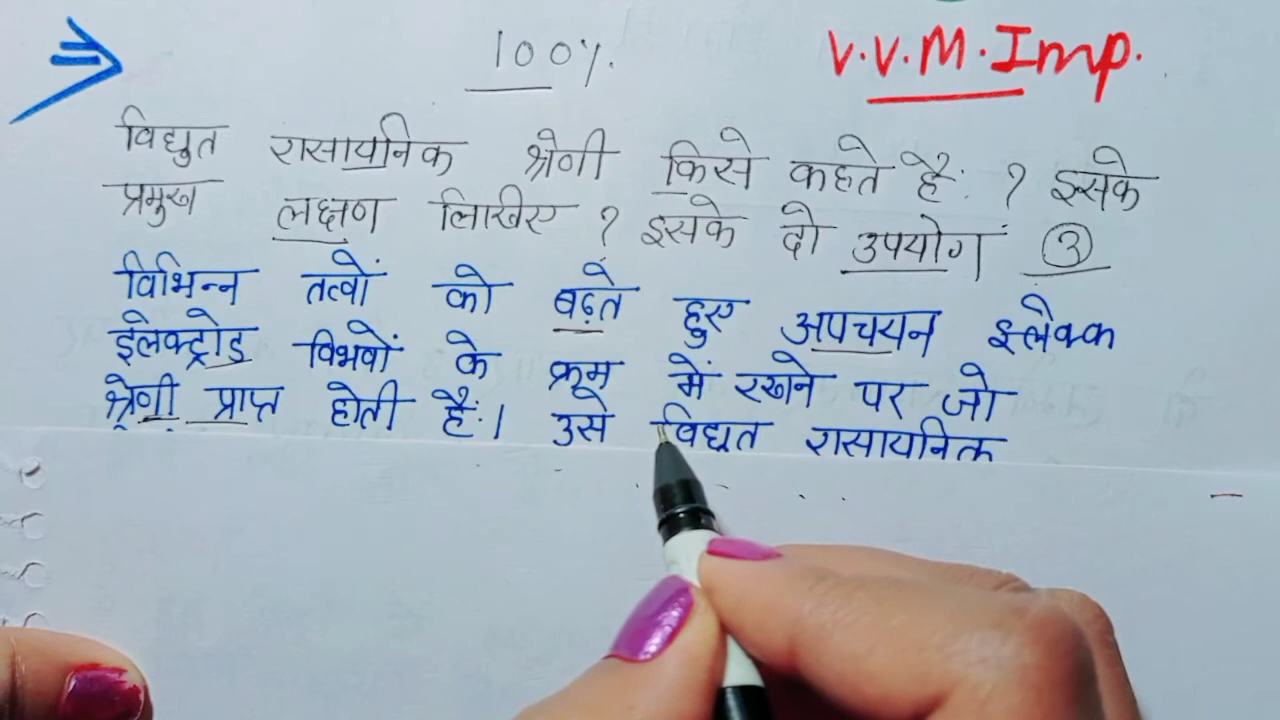 100%.
V.V.M.Imp.
विद्युत रासायनिक श्रेणी किसे कहते हैं: ? इसके
प्रमुख लक्षण लिखिए ? इसके दो उपयोग ③
विभिन्न तत्वों को बढ़ते हुए अपचयन इलैक्क
ईलेक्ट्रोड विभवों के क्रम में रखने पर जो
श्रेणी प्राप्त होती हैं:। उसे विद्युत रासायनिक